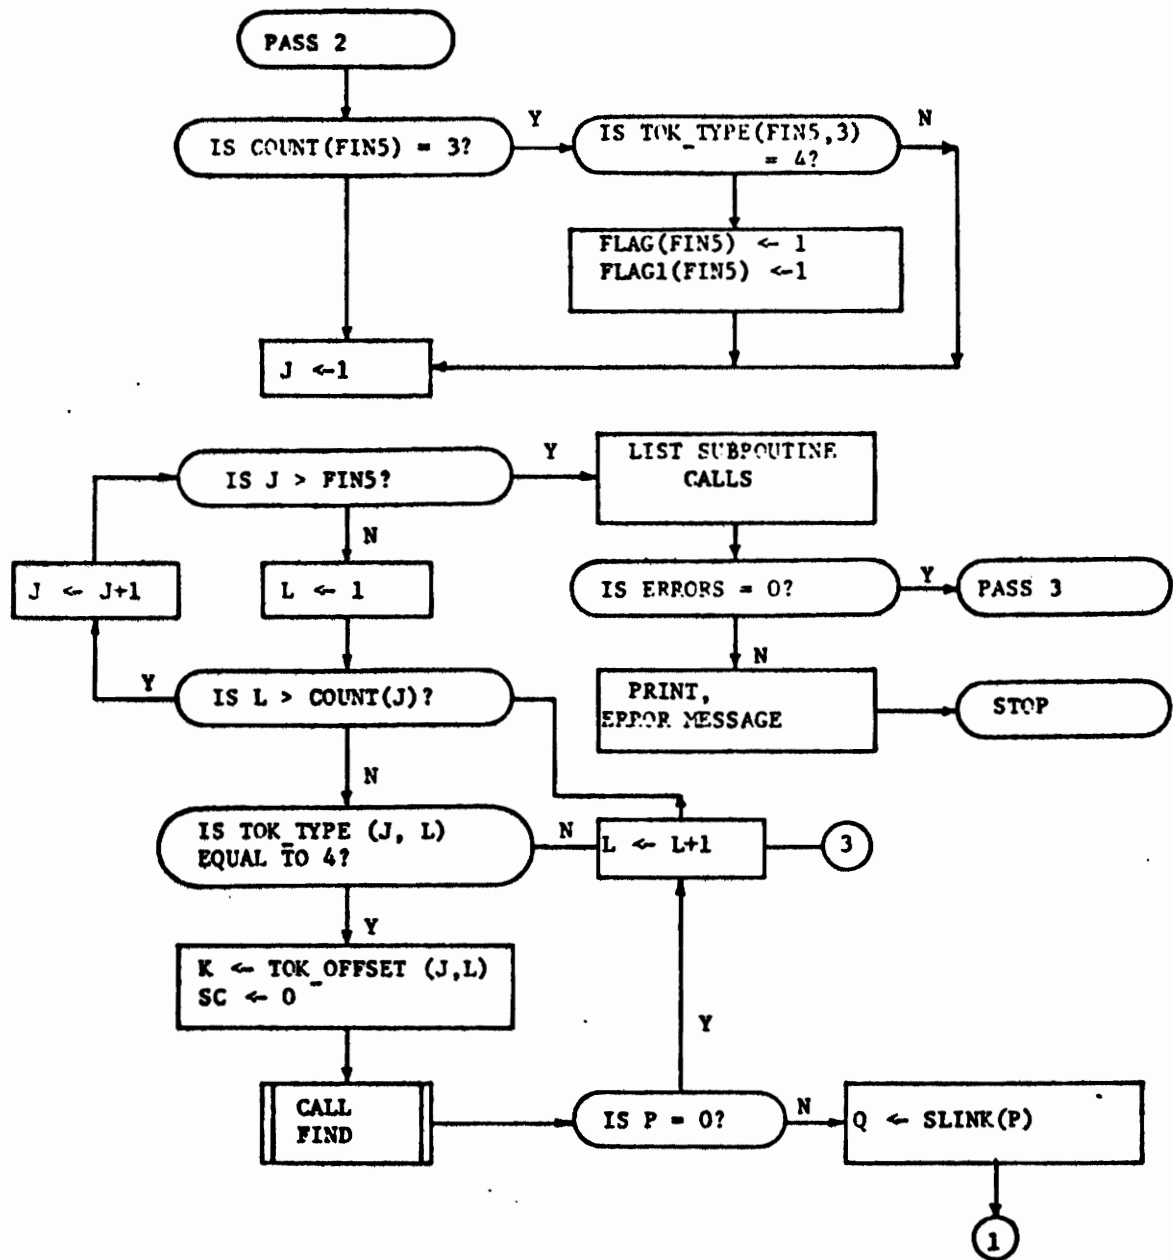 PASS 2
IS COUNT(FIN5) = 3?
Y
IS TOK_TYPE(FIN5,3)
= 4?
N
FLAG(FIN5) <- 1
FLAG1(FIN5) <-1
J <-1
IS J > FIN5?
Y
LIST SUBROUTINE
CALLS
N
J <- J+1
L <- 1
IS ERRORS = 0?
Y
PASS 3
N
Y
IS L > COUNT(J)?
PRINT,
ERROR MESSAGE
STOP
N
IS TOK_TYPE (J, L)
EQUAL TO 4?
N
L <- L+1
3
Y
K <- TOK_OFFSET (J,L)
SC <- 0
Y
CALL
FIND
IS P = 0?
N
Q <- SLINK(P)
1